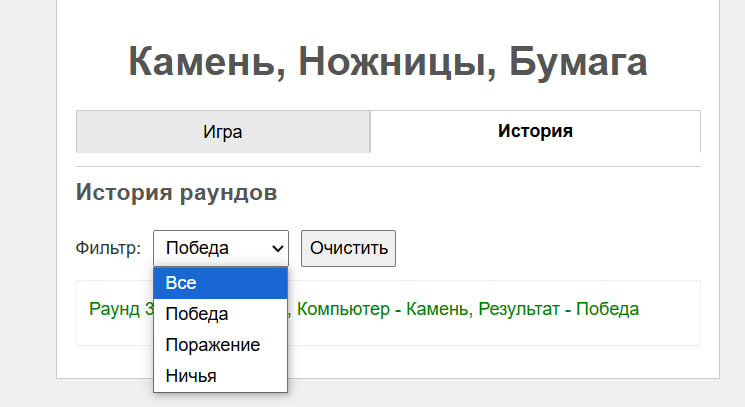 Камень, Ножницы, Бумага
Игра
История
История раундов
Фильтр: Победа Очистить
Все
Раунд 3 , Компьютер - Камень, Результат - Победа
Победа
Поражение
Ничья